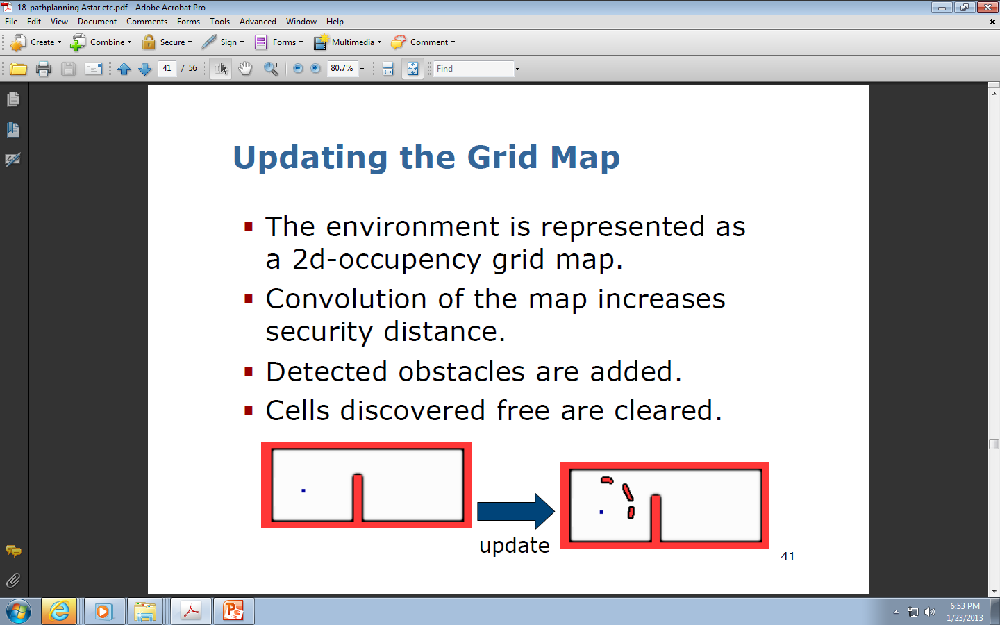 18-pathplanning Astar etc.pdf - Adobe Acrobat Pro
File Edit View Document Comments Forms Tools Advanced Window Help
Create Combine Secure Sign Forms Multimedia Comment
41 / 56 80.7% Find
Updating the Grid Map
The environment is represented as
a 2d-occupency grid map.
Convolution of the map increases
security distance.
Detected obstacles are added.
Cells discovered free are cleared.
update
41
6:53 PM
1/23/2013